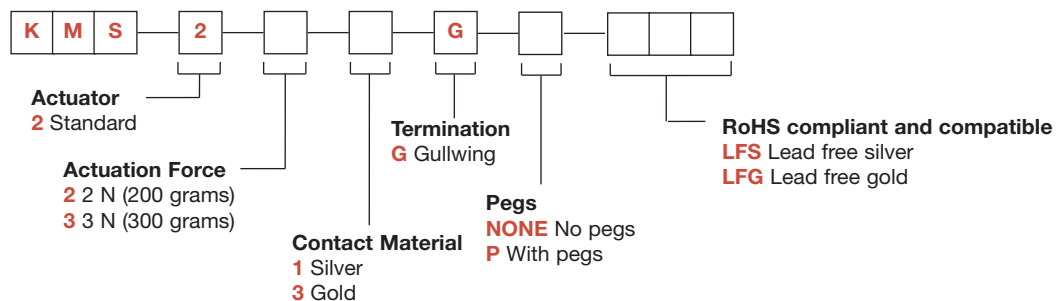 K M S 2 G
Actuator
2 Standard
Actuation Force
2 2 N (200 grams)
3 3 N (300 grams)
Contact Material
1 Silver
3 Gold
Termination
G Gullwing
Pegs
NONE No pegs
P With pegs
RoHS compliant and compatible
LFS Lead free silver
LFG Lead free gold